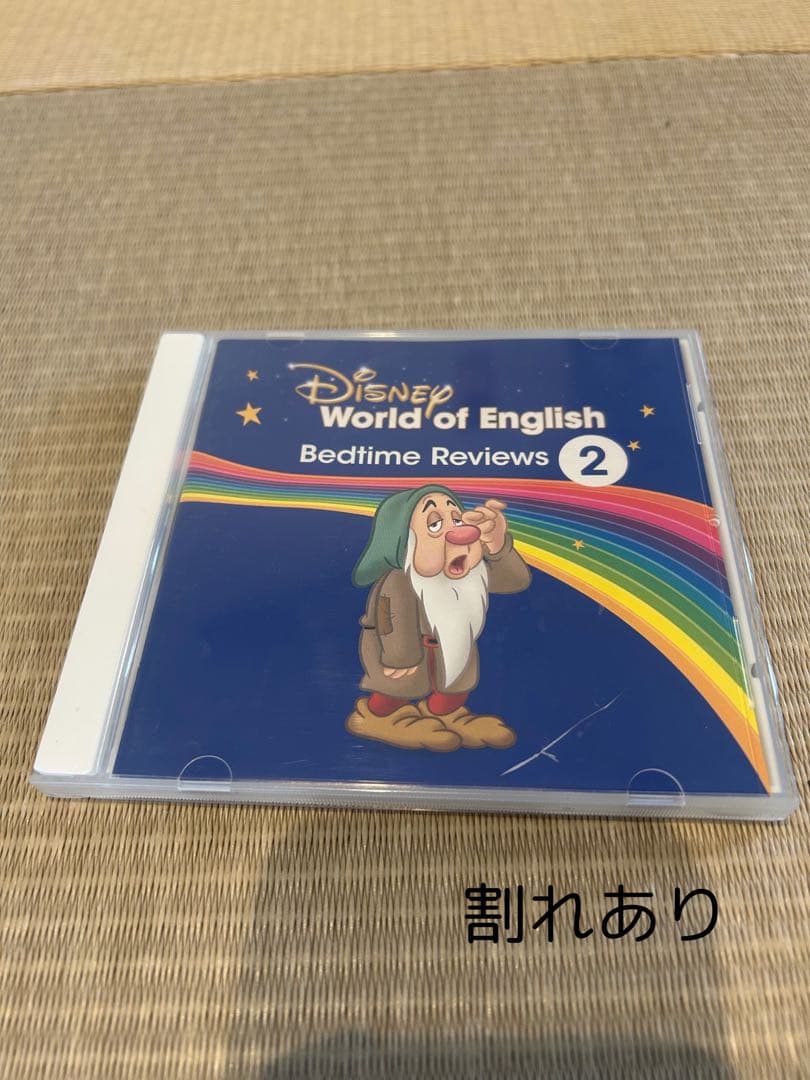 Disney
World of English
Bedtime Reviews 2
割れあり